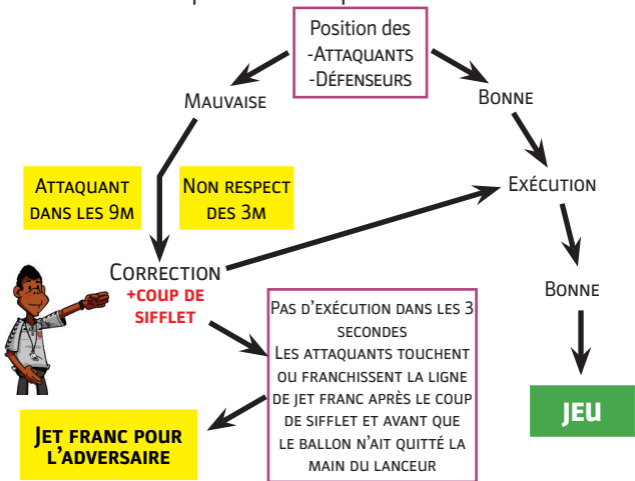 Position des
-Attaquants
-Défenseurs
Mauvaise
Bonne
Attaquant
dans les 9m
Non respect
des 3m
Exécution
Correction
+coup de
sifflet
Bonne
Pas d'exécution dans les 3
secondes
Les attaquants touchent
ou franchissent la ligne
de jet franc après le coup
de sifflet et avant que
le ballon n'ait quitté la
main du lanceur
JEU
Jet franc pour
l'adversaire